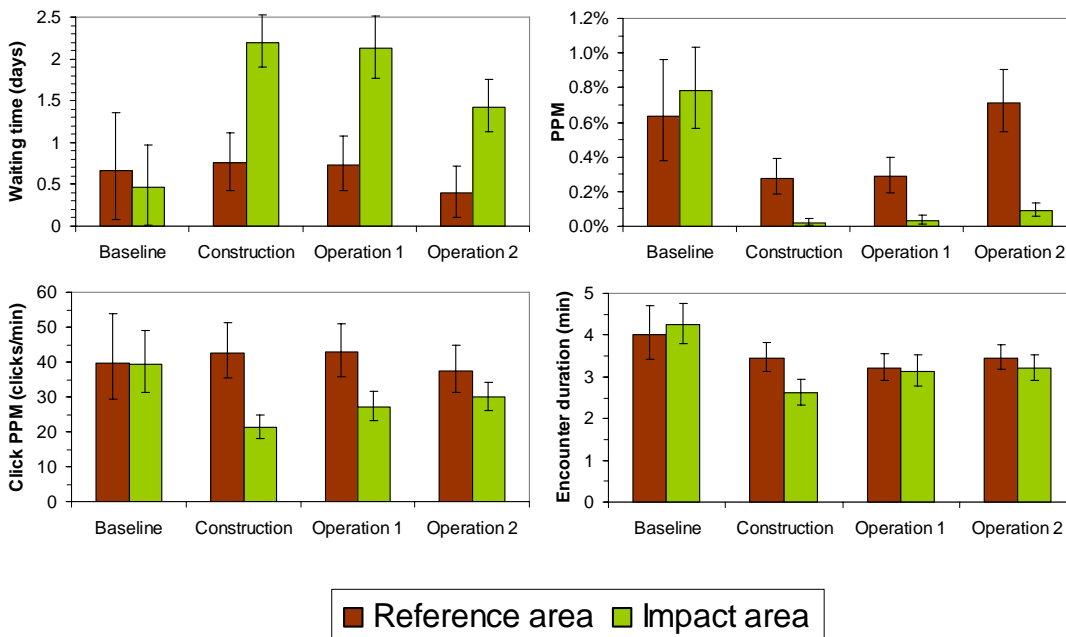 Waiting time (days)
2.5
2
1.5
1
0.5
0
Baseline Construction Operation 1 Operation 2
PPM
1.2%
1.0%
0.8%
0.6%
0.4%
0.2%
0.0%
Baseline Construction Operation 1 Operation 2
Click PPM (clicks/min)
60
50
40
30
20
10
0
Baseline Construction Operation 1 Operation 2
Encounter duration (min)
5
4
3
2
1
0
Baseline Construction Operation 1 Operation 2
Reference area Impact area